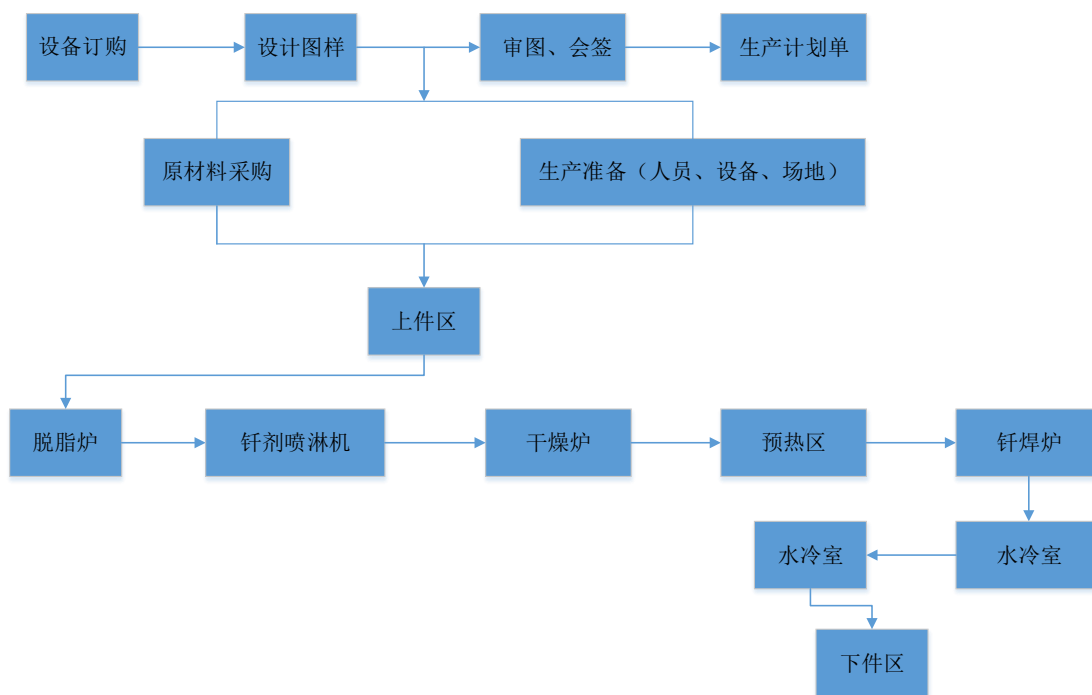 设备订购
设计图样
审图、会签
生产计划单
原材料采购
生产准备（人员、设备、场地）
上件区
脱脂炉
钎剂喷淋机
干燥炉
预热区
钎焊炉
水冷室
水冷室
下件区